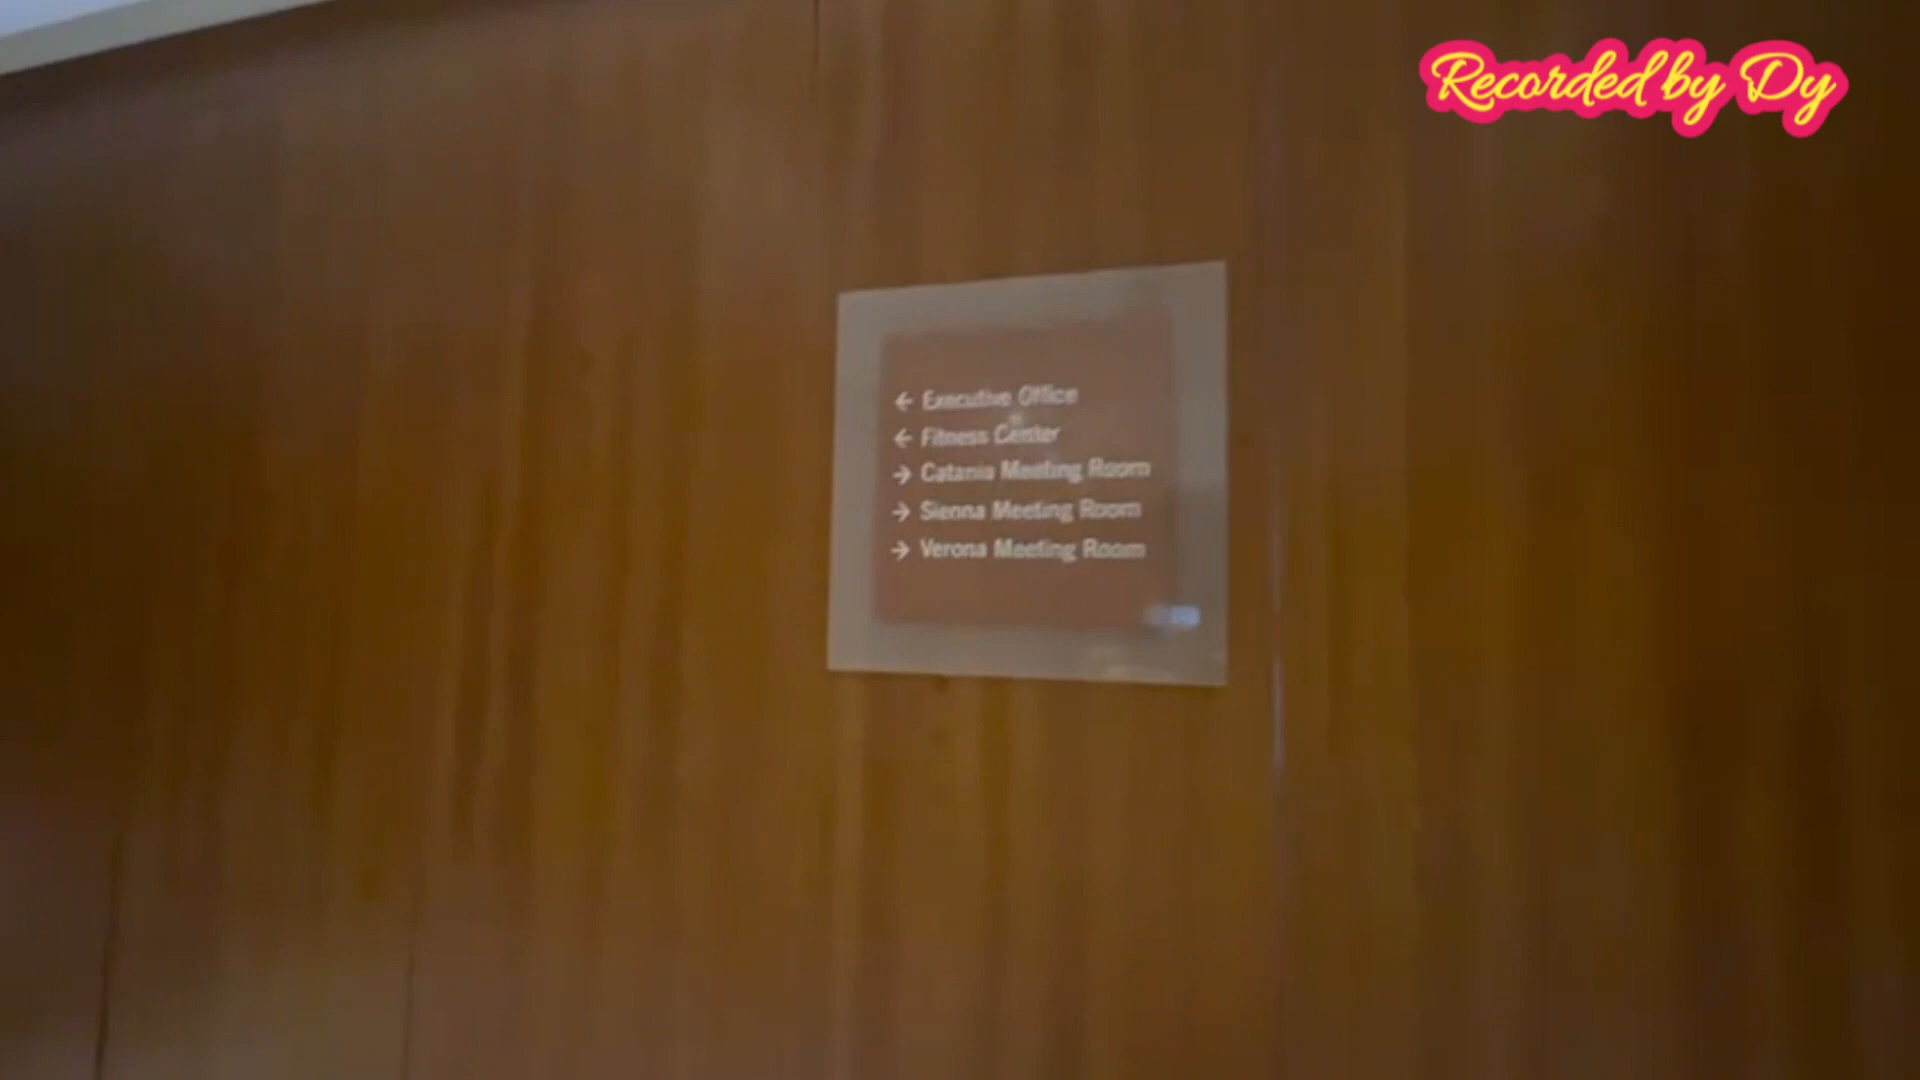 Recorded by Dy
← Executive Office
← Fitness Center
→ Catania Meeting Room
→ Sienna Meeting Room
→ Verona Meeting Room